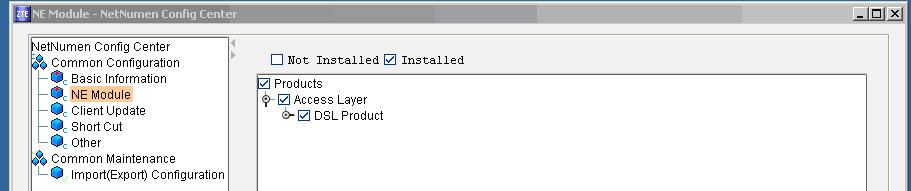 ZTE NE Module - NetNumen Config Center
NetNumen Config Center
Common Configuration
Basic Information
NE Module
Client Update
Short Cut
Other
Common Maintenance
Import(Export) Configuration
Not Installed Installed
Products
Access Layer
DSL Product